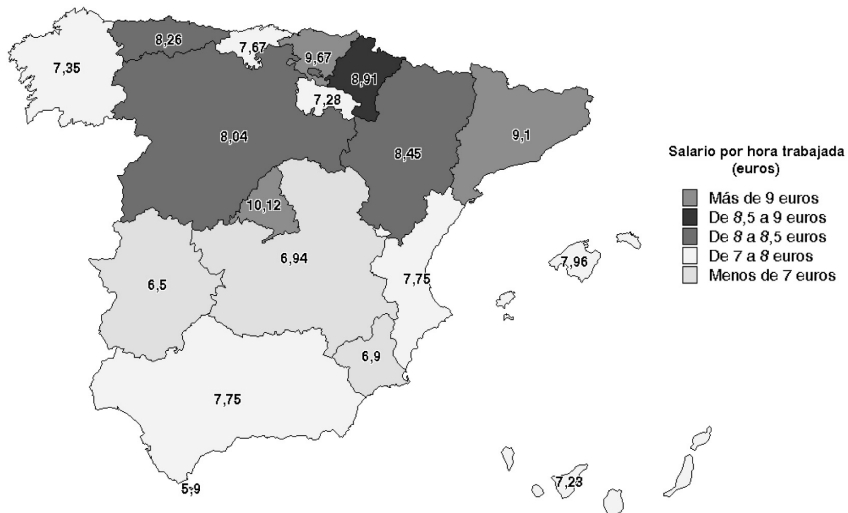 8,26
7,67
9,67
7,35
8,91
7,28
8,04
8,45
9,1
10,12
6,94
6,5
7,75
7,96
6,9
7,75
5,9
7,23
Salario por hora trabajada
(euros)
Más de 9 euros
De 8,5 a 9 euros
De 8 a 8,5 euros
De 7 a 8 euros
Menos de 7 euros